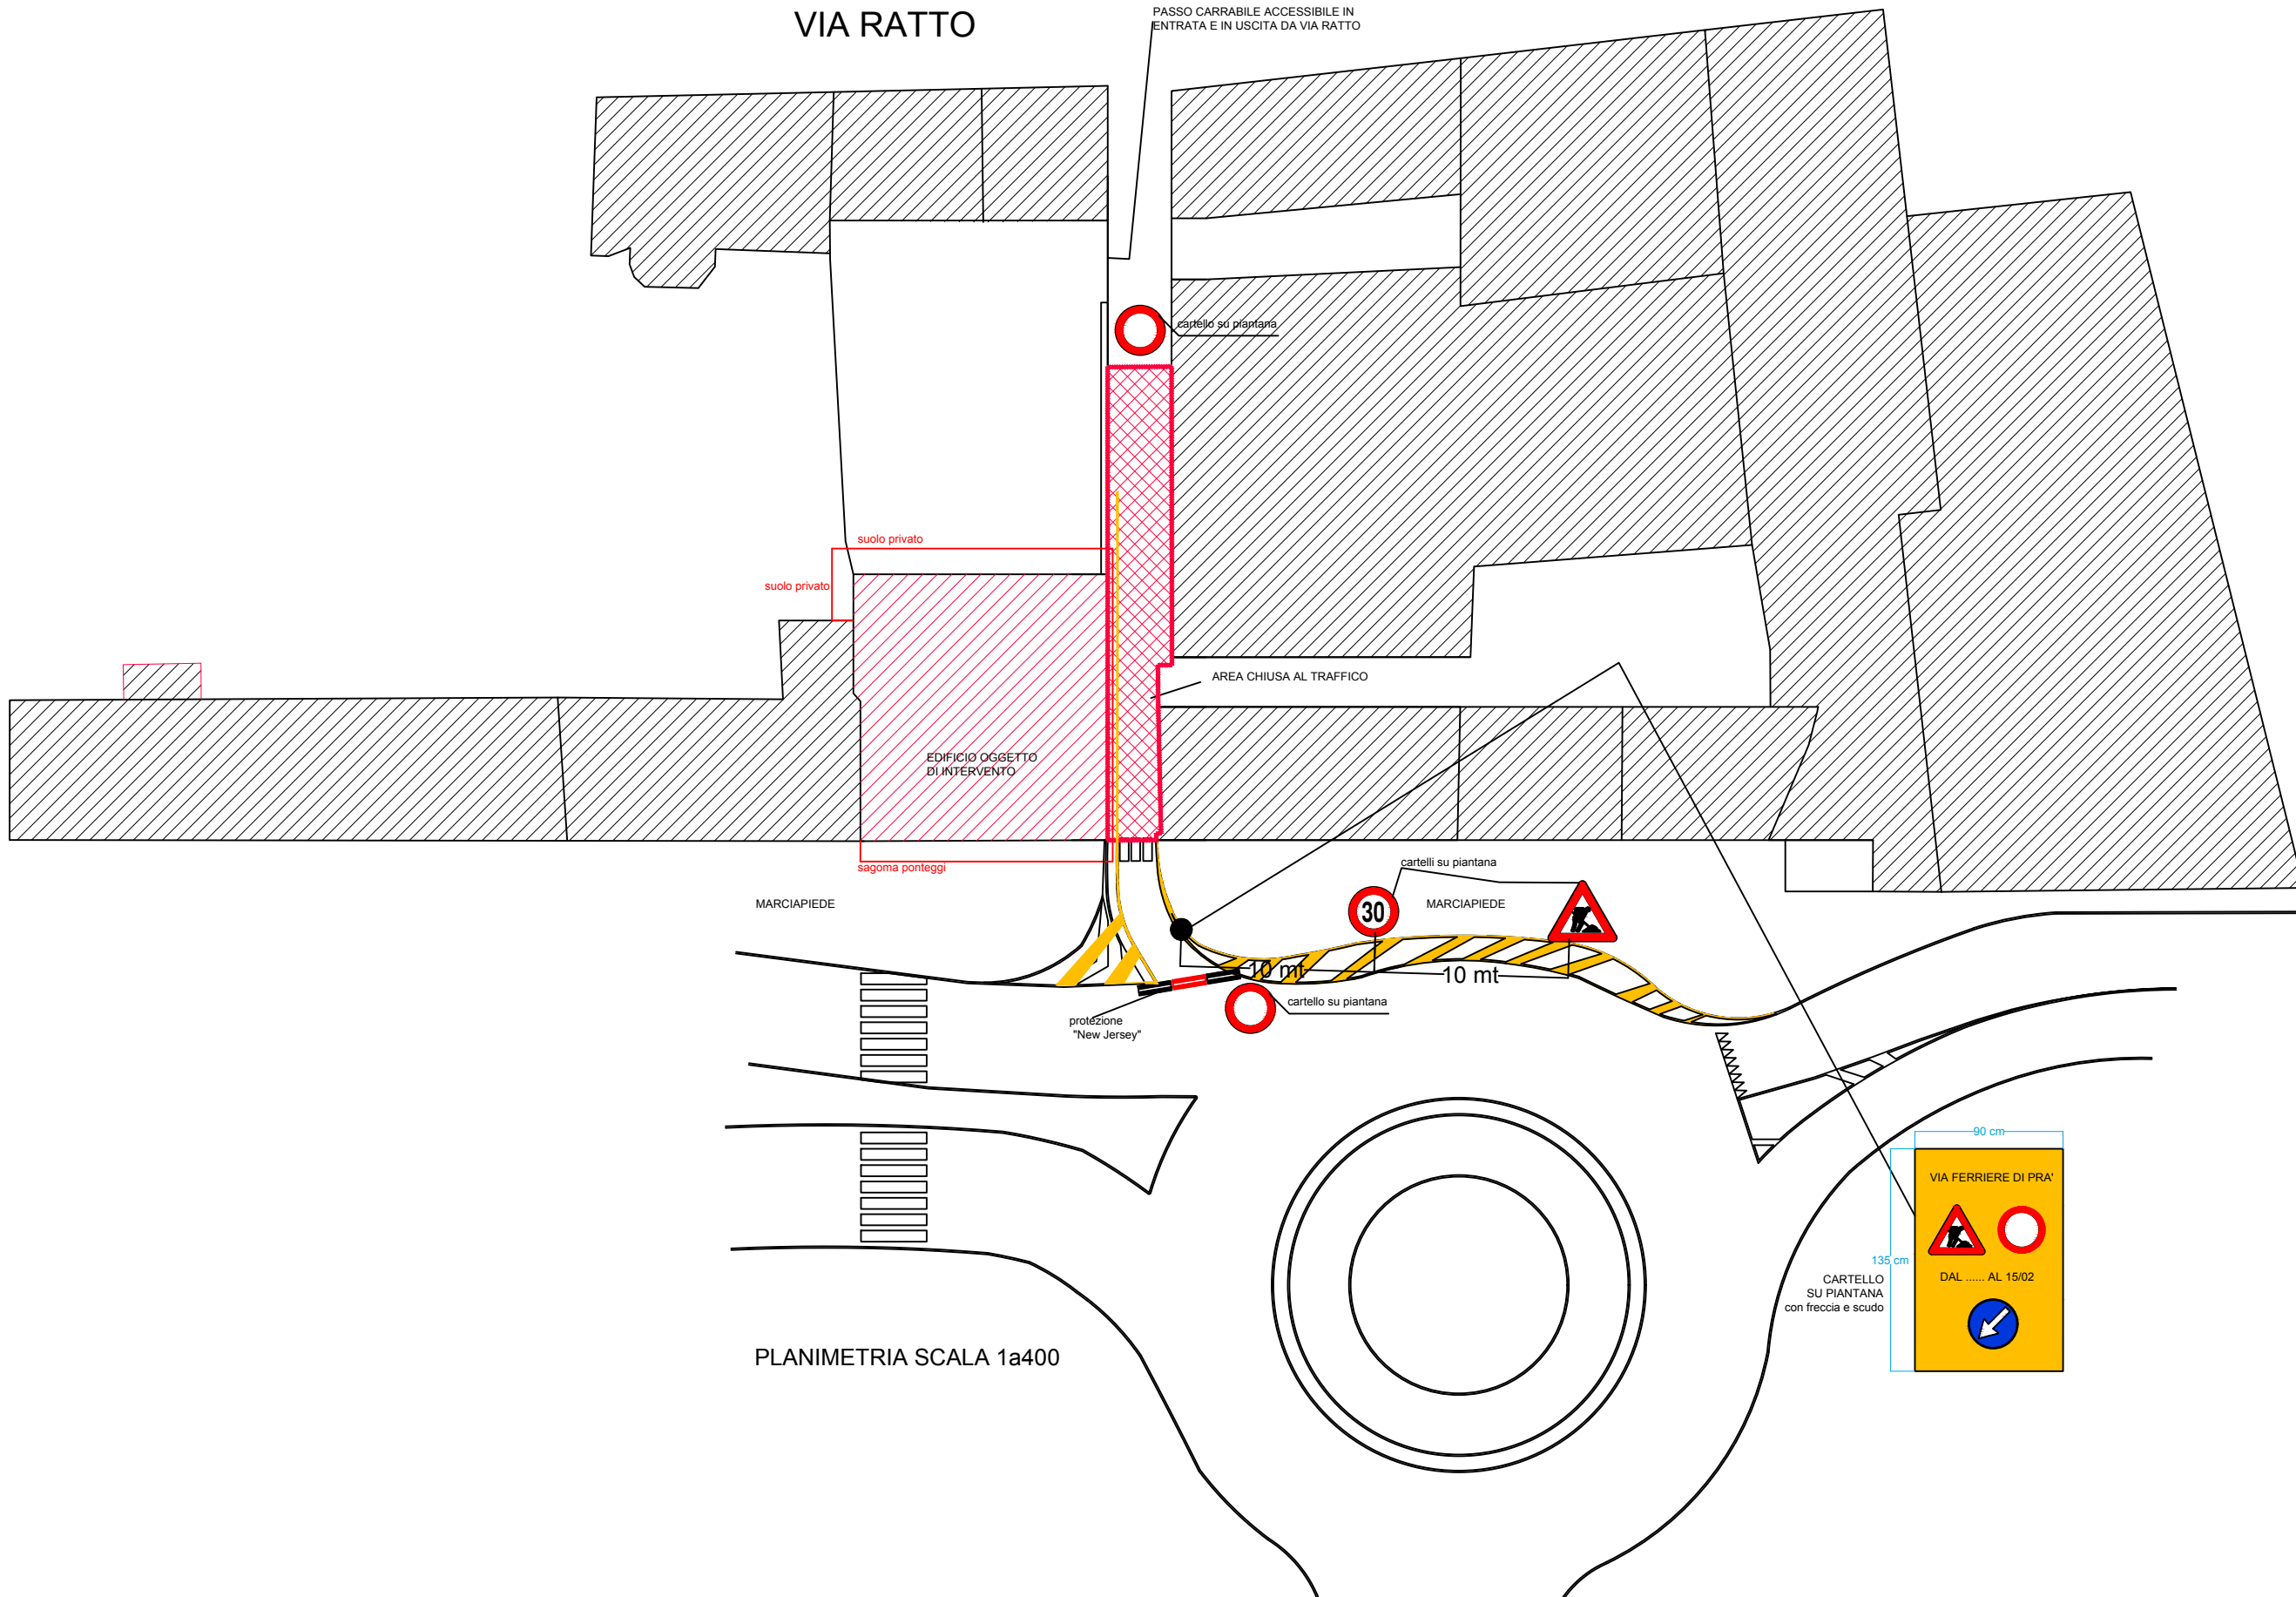 VIA RATTO
PASSO CARRABILE ACCESSIBILE IN
ENTRATA E IN USCITA DA VIA RATTO
cartello su piantana
suolo privato
suolo privato
AREA CHIUSA AL TRAFFICO
EDIFICIO OGGETTO
DI INTERVENTO
sagoma ponteggi
cartelli su piantana
MARCIAPIEDE
30
MARCIAPIEDE
10 mt
10 mt
cartello su piantana
protezione
"New Jersey"
90 cm
VIA FERRIERE DI PRA'
135 cm
DAL ...... AL 15/02
CARTELLO
SU PIANTANA
con freccia e scudo
PLANIMETRIA SCALA 1a400